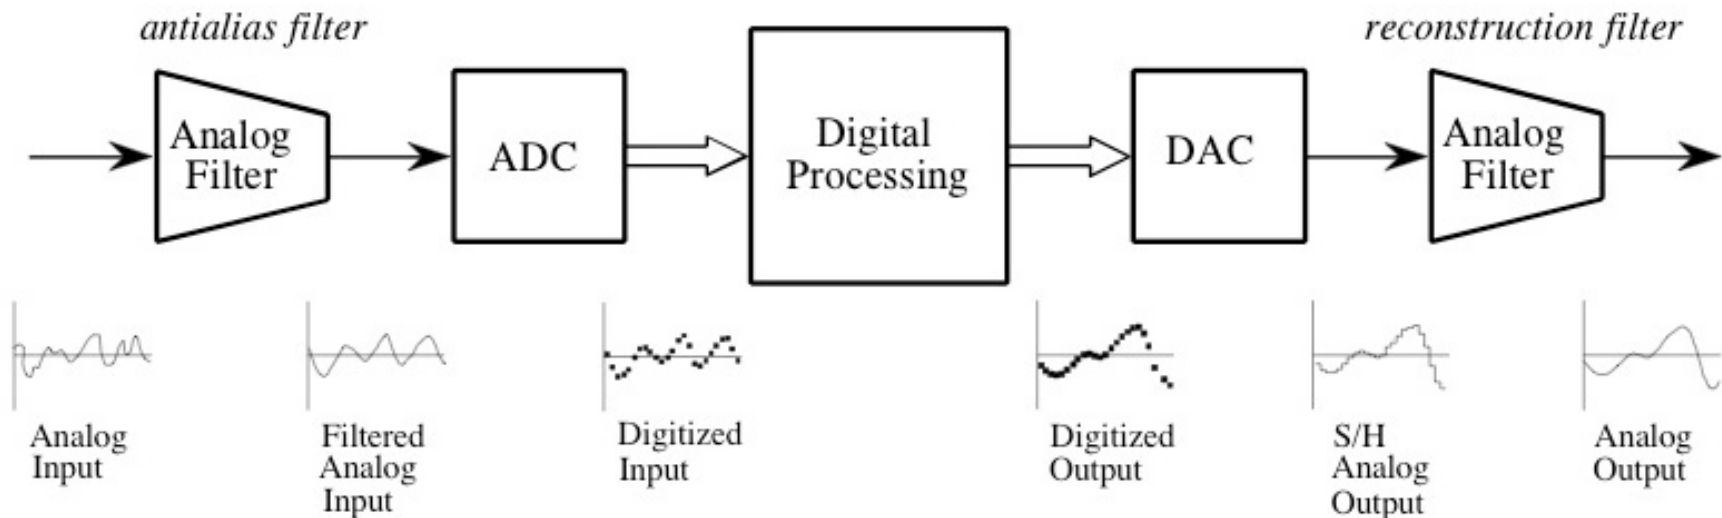 antialias filter
reconstruction filter
Analog
Filter
ADC
Digital
Processing
DAC
Analog
Filter
Analog
Input
Filtered
Analog
Input
Digitized
Input
Digitized
Output
S/H
Analog
Output
Analog
Output